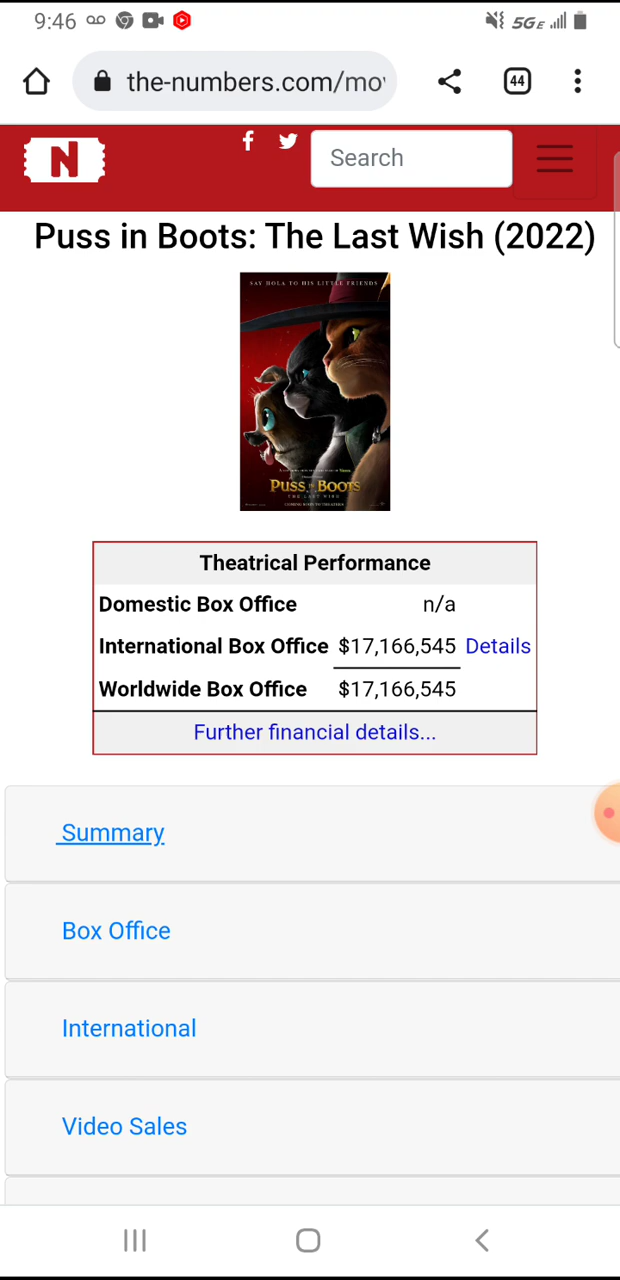 9:46 5GE
the-numbers.com/mo 44
N f Search
Puss in Boots: The Last Wish (2022)
SAY HOLA TO HIS LITTLE FRIENDS
PUSS IN BOOTS
THE LAST WISH
Theatrical Performance
Domestic Box Office n/a
International Box Office $17,166,545 Details
Worldwide Box Office $17,166,545
Further financial details...
Summary
Box Office
International
Video Sales